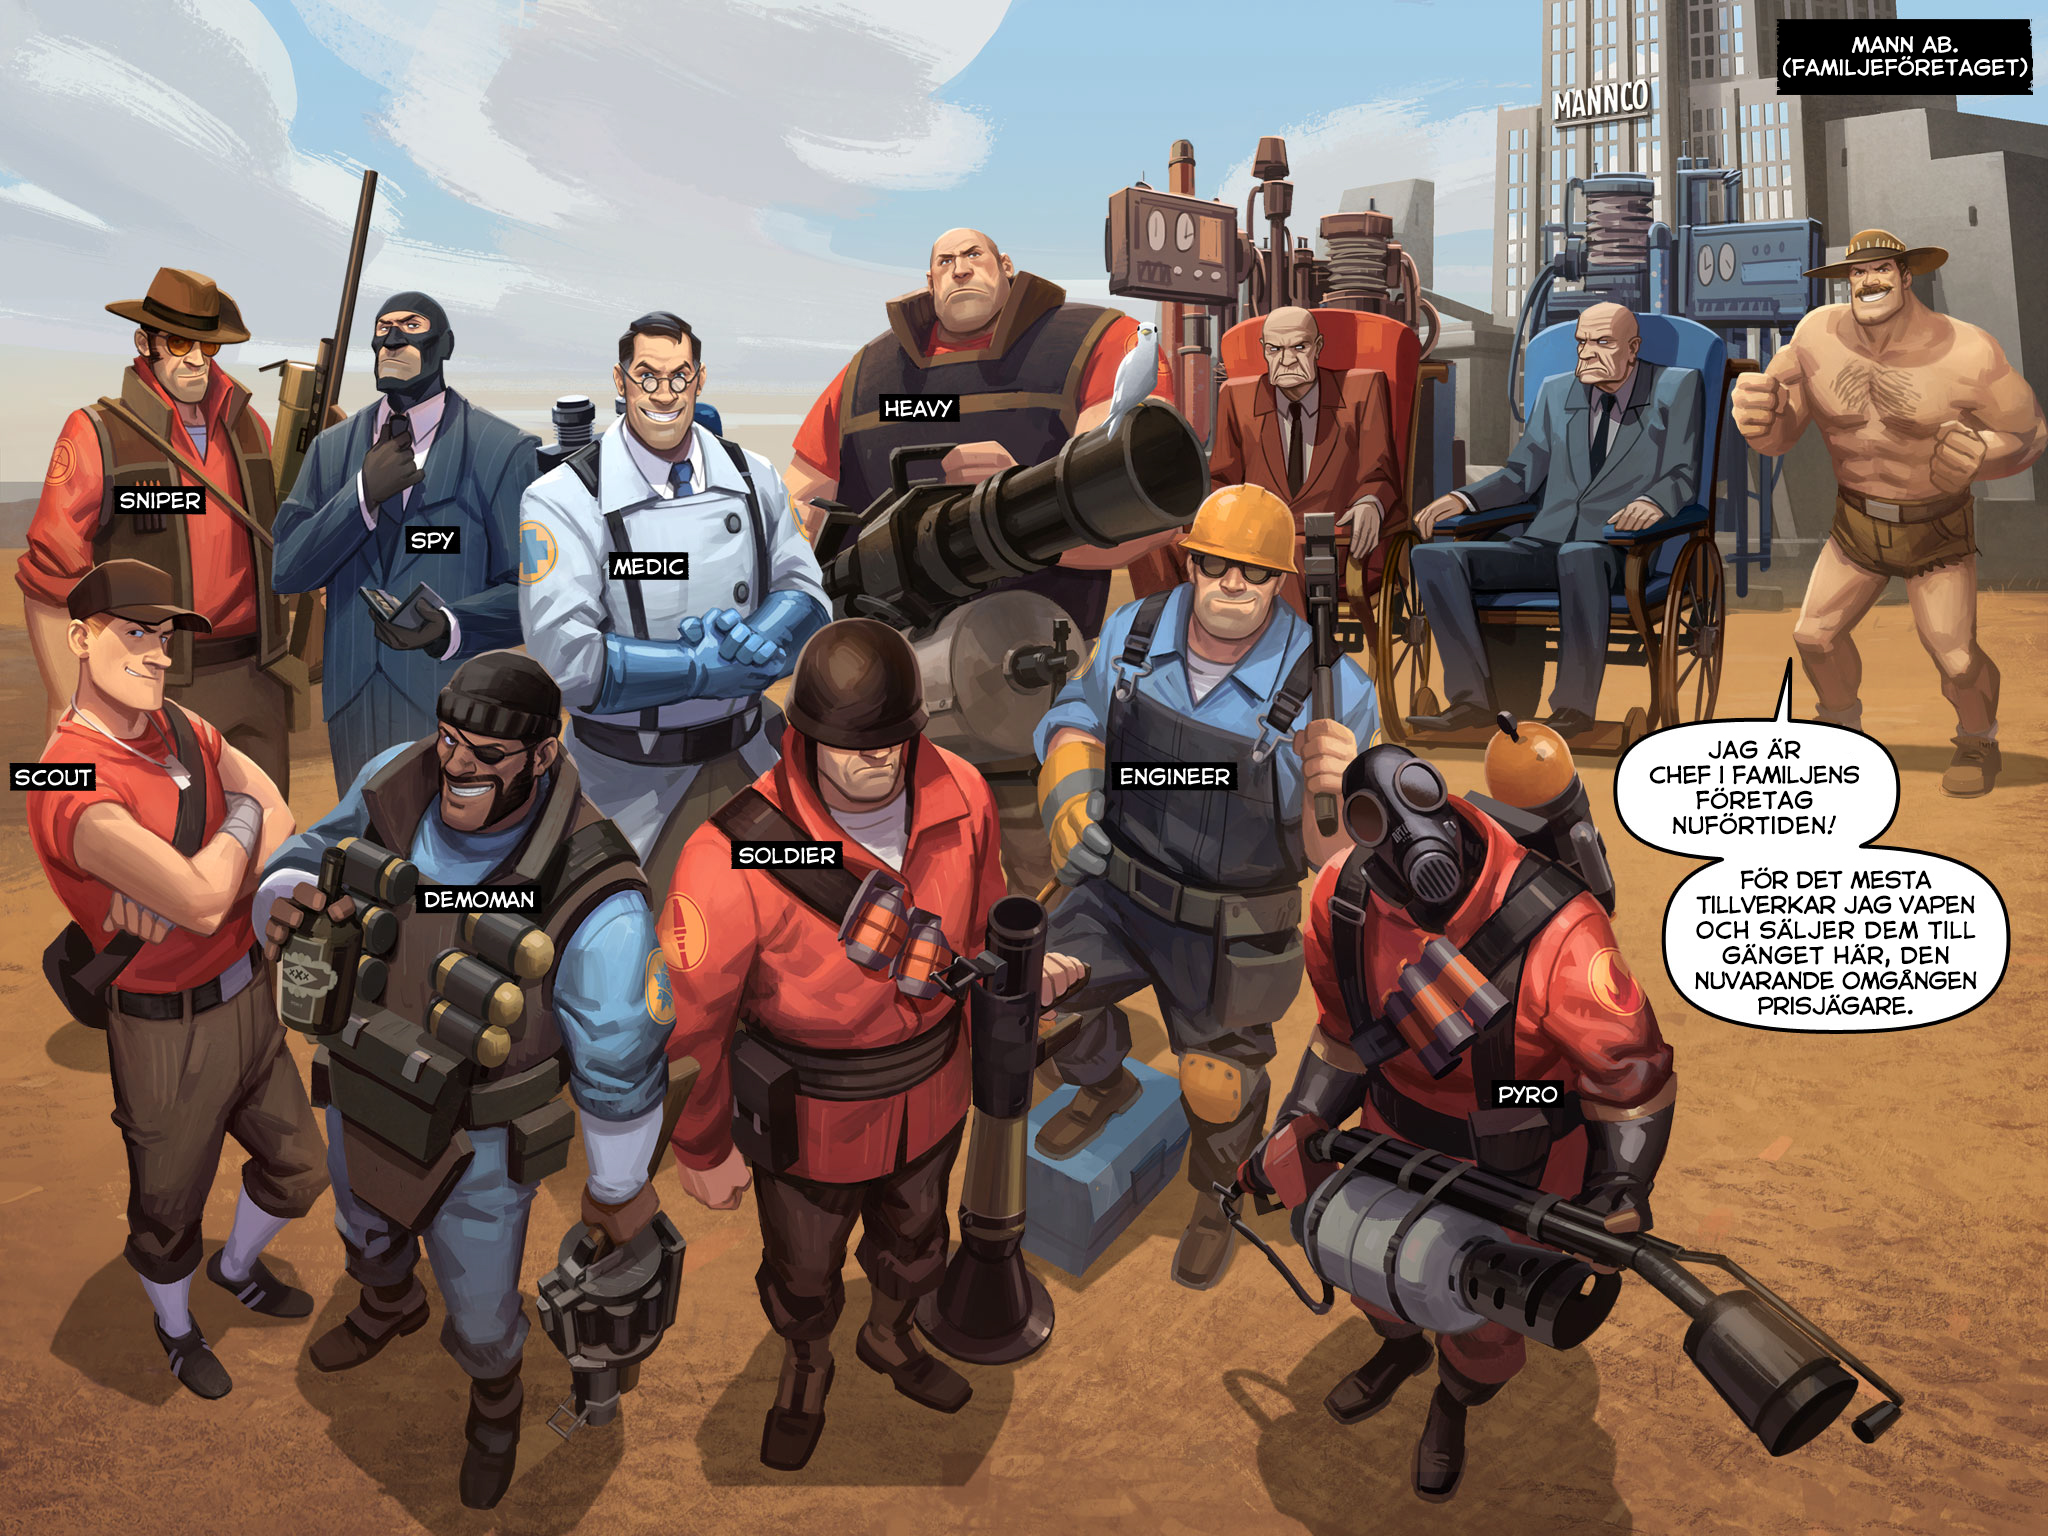 MANN AB.
(FAMILJEFÖRETAGET)
MANNCO
HEAVY
SNIPER
SPY
MEDIC
SCOUT
ENGINEER
SOLDIER
DEMOMAN
PYRO
XXX
JAG ÄR
CHEF I FAMILJENS
FÖRETAG
NUFÖRTIDEN!
FÖR DET MESTA
TILLVERKAR JAG VAPEN
OCH SÄLJER DEM TILL
GÄNGET HÄR, DEN
NUVARANDE OMGÅNGEN
PRISJÄGARE.